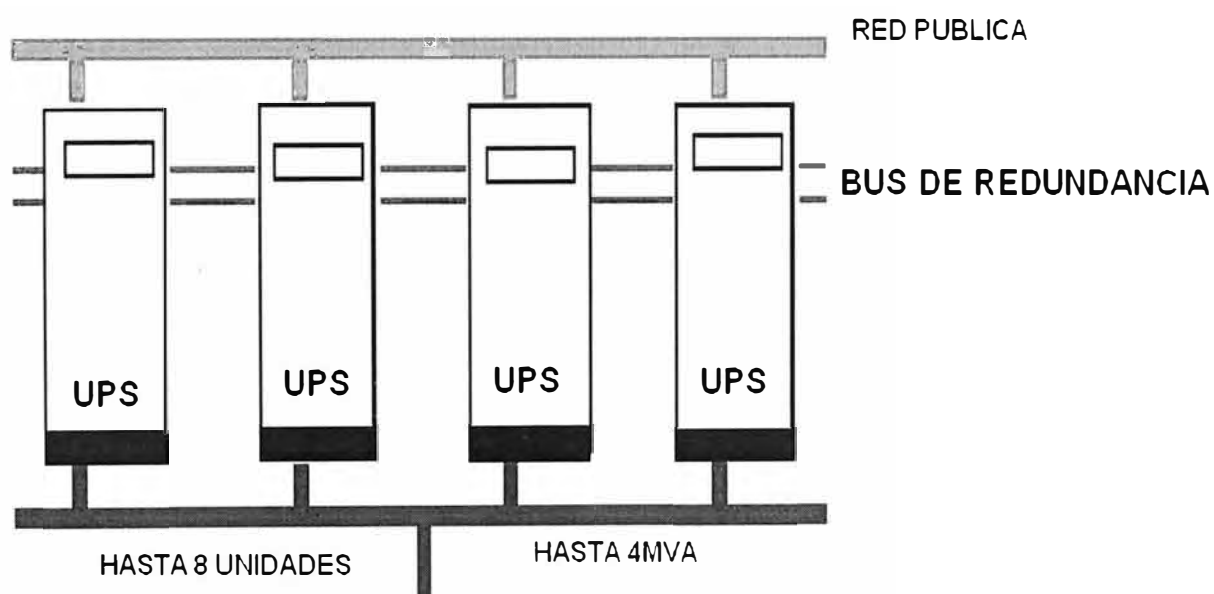 RED PUBLICA
BUS DE REDUNDANCIA
UPS
UPS
UPS
UPS
HASTA 8 UNIDADES
HASTA 4MVA